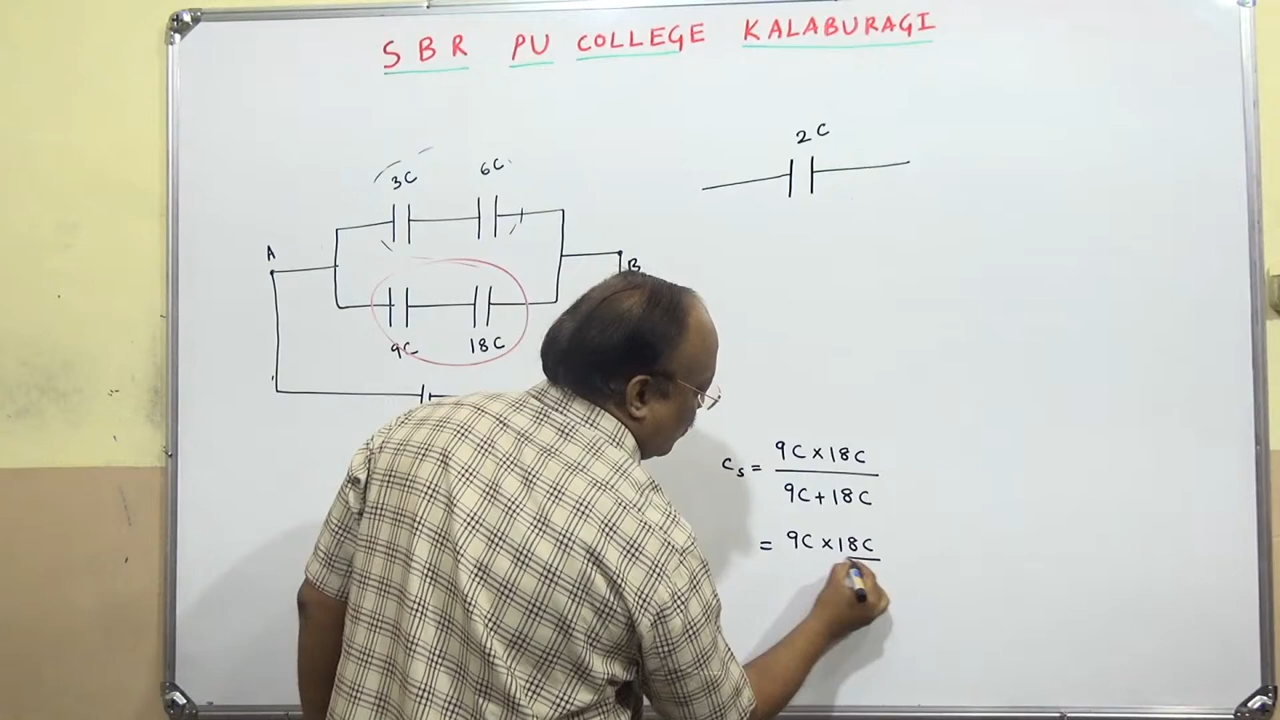 SBR PU COLLEGE KALABURAGI
2C
3C 6C
A
B
9C 18C
Cs = 9C×18C
9C+18C
= 9C×18C